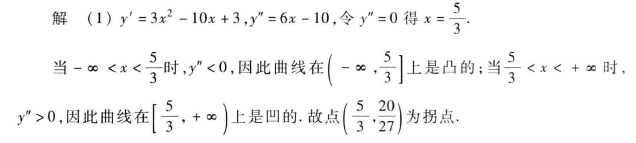 解 (1) y′ = 3x² − 10x + 3, y″ = 6x − 10, 令 y″ = 0 得 x = 5/3.
当 − ∞ < x < 5/3 时, y″ < 0, 因此曲线在 ( − ∞ , 5/3 ] 上是凸的; 当 5/3 < x < + ∞ 时,
y″ > 0, 因此曲线在 [ 5/3 , + ∞ ) 上是凹的. 故点 ( 5/3 , 20/27 ) 为拐点.